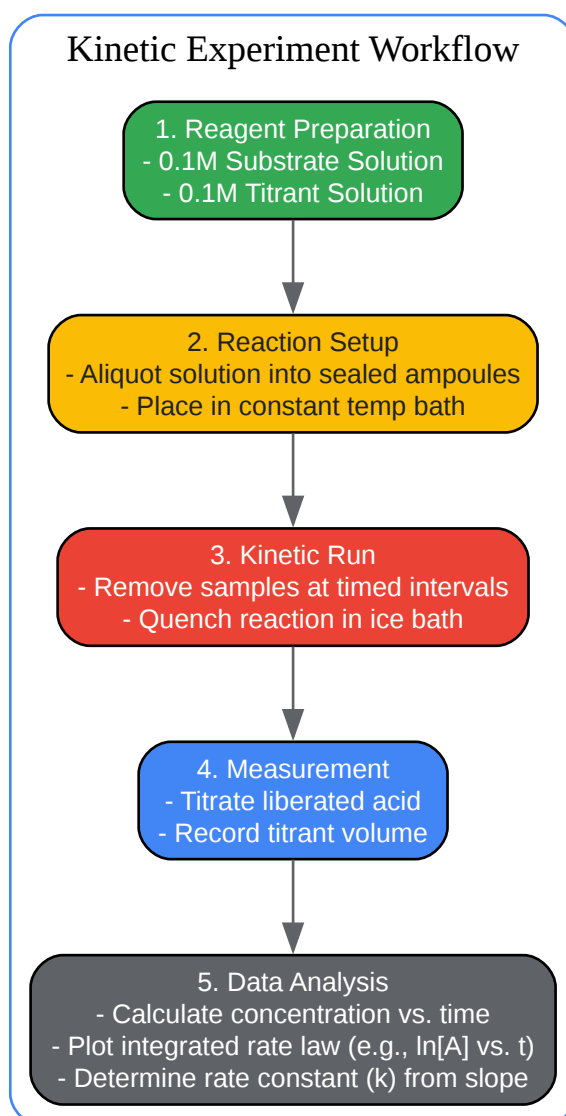 Kinetic Experiment Workflow
1. Reagent Preparation
- 0.1M Substrate Solution
- 0.1M Titrant Solution
2. Reaction Setup
- Aliquot solution into sealed ampoules
- Place in constant temp bath
3. Kinetic Run
- Remove samples at timed intervals
- Quench reaction in ice bath
4. Measurement
- Titrate liberated acid
- Record titrant volume
5. Data Analysis
- Calculate concentration vs. time
- Plot integrated rate law (e.g., ln[A] vs. t)
- Determine rate constant (k) from slope